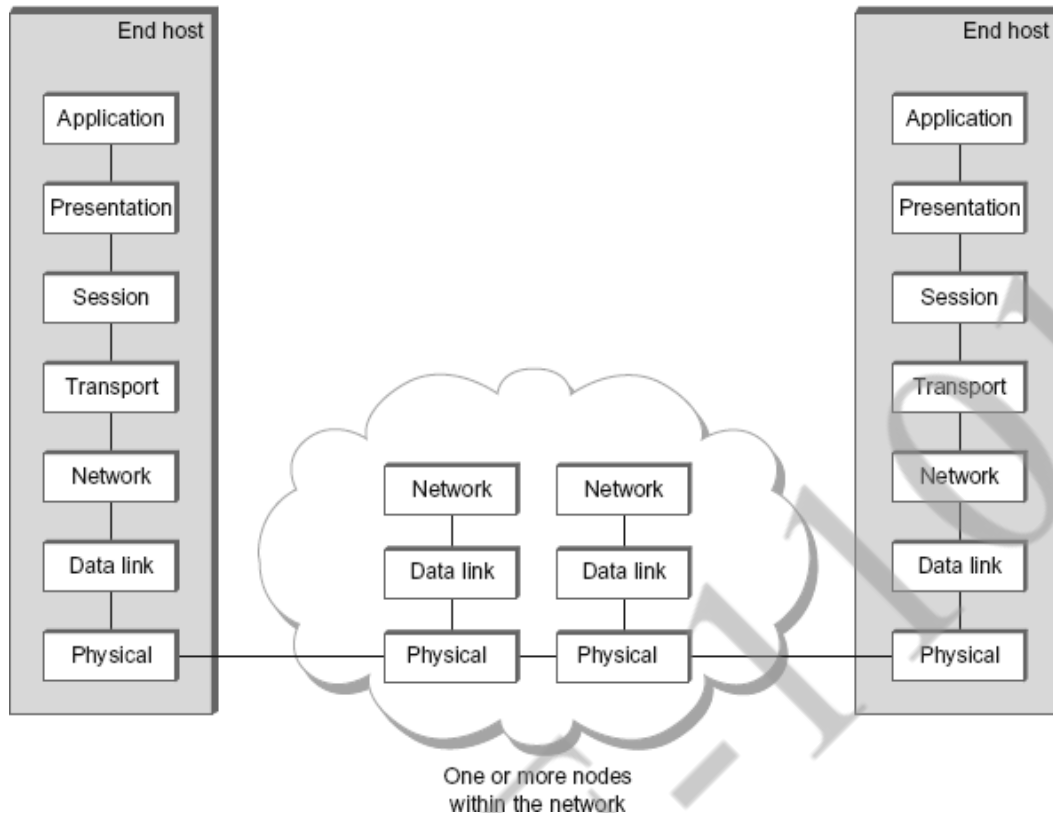 End host
Application
Presentation
Session
Transport
Network
Data link
Physical
Network
Data link
Physical
Network
Data link
Physical
One or more nodes
within the network
End host
Application
Presentation
Session
Transport
Network
Data link
Physical